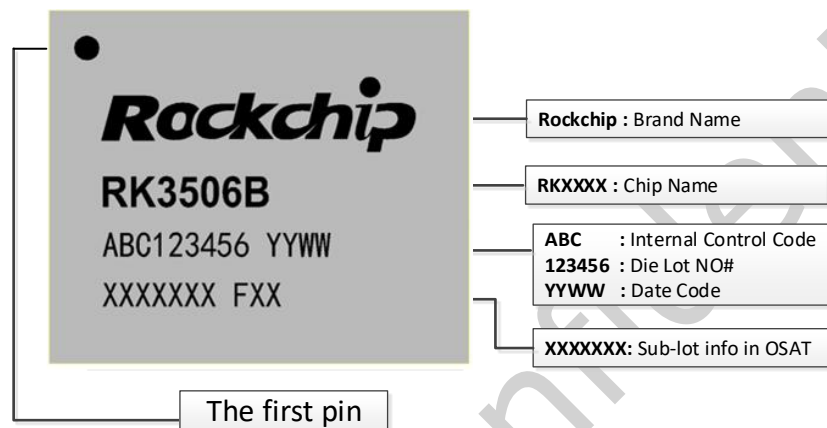 Rockchip
RK3506B
ABC123456 YYWW
XXXXXXX FXX
Rockchip : Brand Name
RKXXXX : Chip Name
ABC : Internal Control Code
123456 : Die Lot NO#
YYWW : Date Code
XXXXXXX: Sub-lot info in OSAT
The first pin